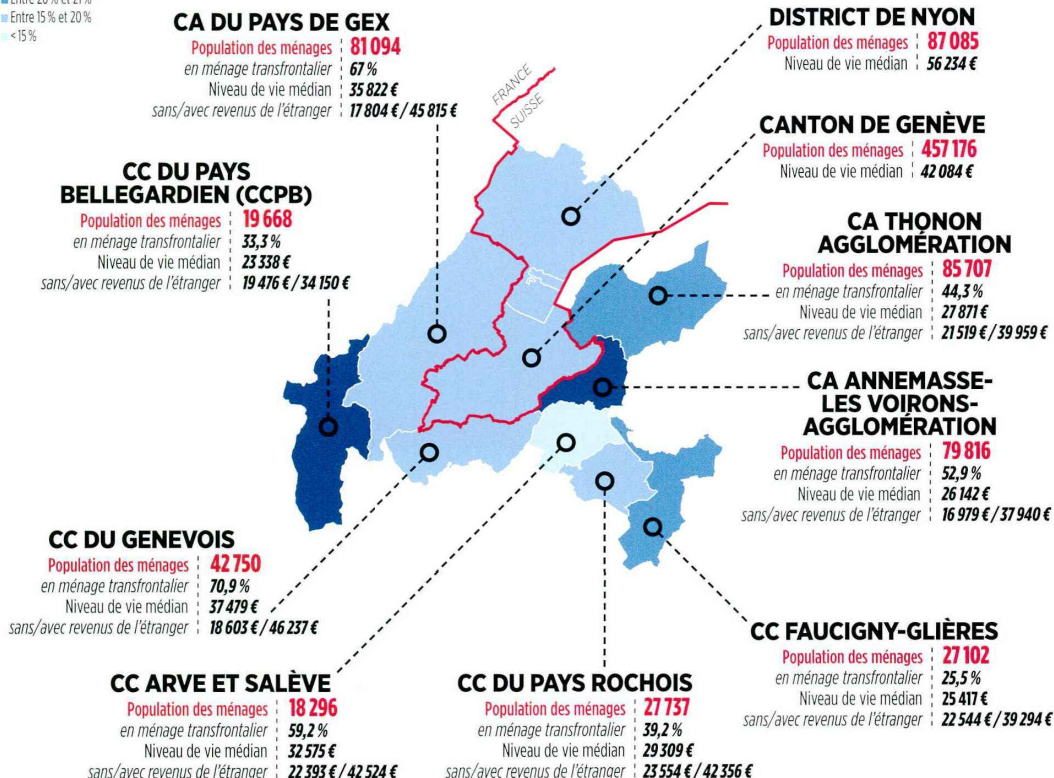 Entre 15 % et 20 %
< 15 %
CA DU PAYS DE GEX
Population des ménages 81 094
en ménage transfrontalier 67 %
Niveau de vie médian 35 822 €
sans/avec revenus de l'étranger 17 804 € / 45 815 €
DISTRICT DE NYON
Population des ménages 87 085
Niveau de vie médian 56 234 €
FRANCE
SUISSE
CANTON DE GENÈVE
Population des ménages 457 176
Niveau de vie médian 42 084 €
CC DU PAYS
BELLEGARDIEN (CCPB)
Population des ménages 19 668
en ménage transfrontalier 33,3 %
Niveau de vie médian 23 338 €
sans/avec revenus de l'étranger 19 476 € / 34 150 €
CA THONON
AGGLOMÉRATION
Population des ménages 85 707
en ménage transfrontalier 44,3 %
Niveau de vie médian 27 871 €
sans/avec revenus de l'étranger 21 519 € / 39 959 €
CA ANNEMASSE-
LES VOIRONS-
AGGLOMÉRATION
Population des ménages 79 816
en ménage transfrontalier 52,9 %
Niveau de vie médian 26 142 €
sans/avec revenus de l'étranger 16 979 € / 37 940 €
CC DU GENEVOIS
Population des ménages 42 750
en ménage transfrontalier 70,9 %
Niveau de vie médian 37 479 €
sans/avec revenus de l'étranger 18 603 € / 46 237 €
CC FAUCIGNY-GLIÈRES
Population des ménages 27 102
en ménage transfrontalier 25,5 %
Niveau de vie médian 25 417 €
sans/avec revenus de l'étranger 22 544 € / 39 294 €
CC ARVE ET SALÈVE
Population des ménages 18 296
en ménage transfrontalier 59,2 %
Niveau de vie médian 32 575 €
sans/avec revenus de l'étranger 22 393 € / 42 524 €
CC DU PAYS ROCHOIS
Population des ménages 27 737
en ménage transfrontalier 39,2 %
Niveau de vie médian 29 309 €
sans/avec revenus de l'étranger 23 554 € / 42 356 €